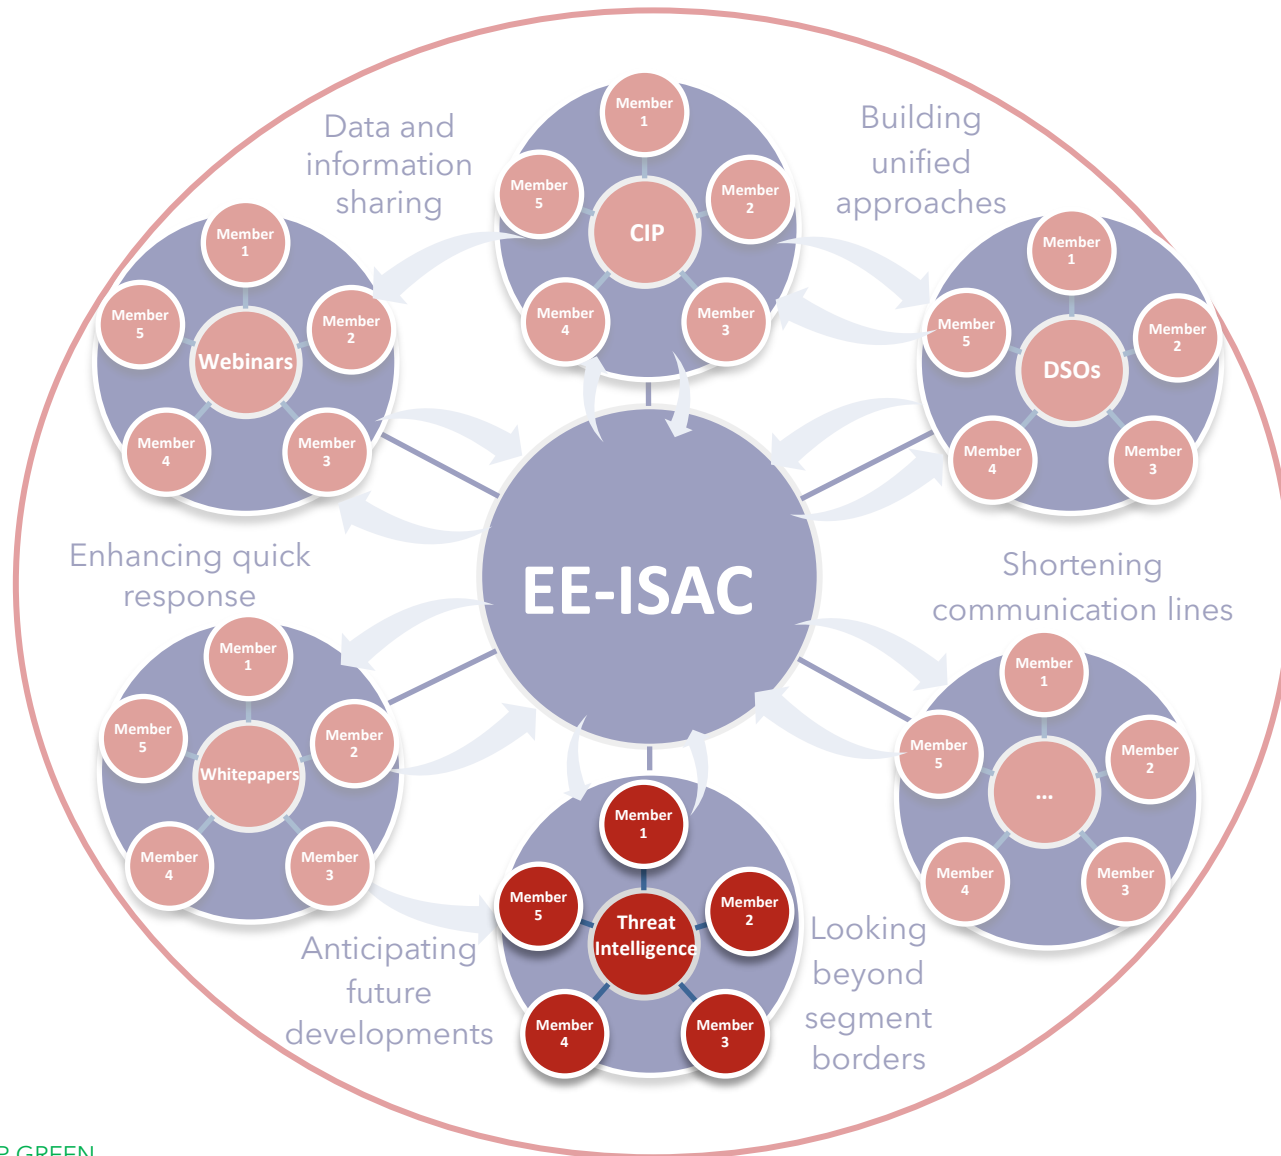 Data and
information
sharing
Building
unified
approaches
Member
1
Member
2
Member
3
Member
4
Member
5
CIP
Member
1
Member
2
Member
3
Member
4
Member
5
Webinars
Member
1
Member
2
Member
3
Member
4
Member
5
DSOs
Enhancing quick
response
EE-ISAC
Shortening
communication lines
Member
1
Member
2
Member
3
Member
4
Member
5
Whitepapers
Member
1
Member
2
Member
3
Member
4
Member
5
...
Member
1
Member
2
Member
3
Member
4
Member
5
Threat
Intelligence
Anticipating
future
developments
Looking
beyond
segment
borders
GREEN